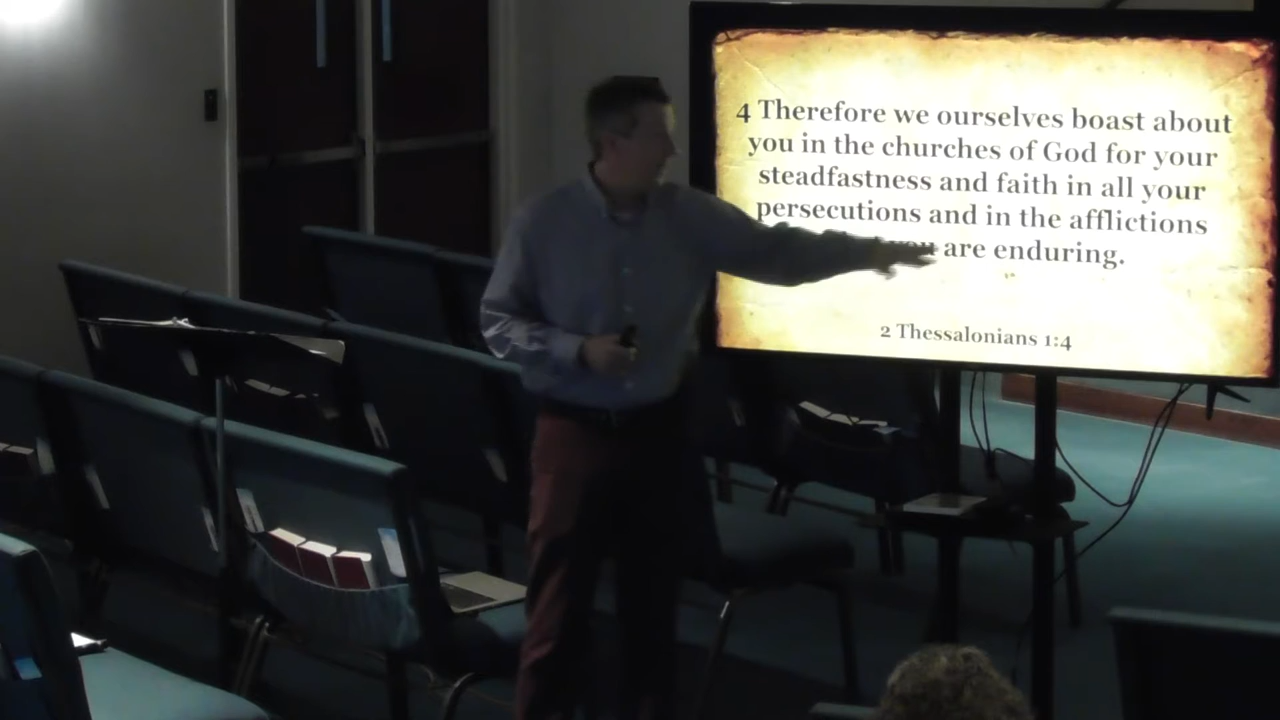 4 Therefore we ourselves boast about
you in the churches of God for your
steadfastness and faith in all your
persecutions and in the afflictions
you are enduring.
2 Thessalonians 1:4